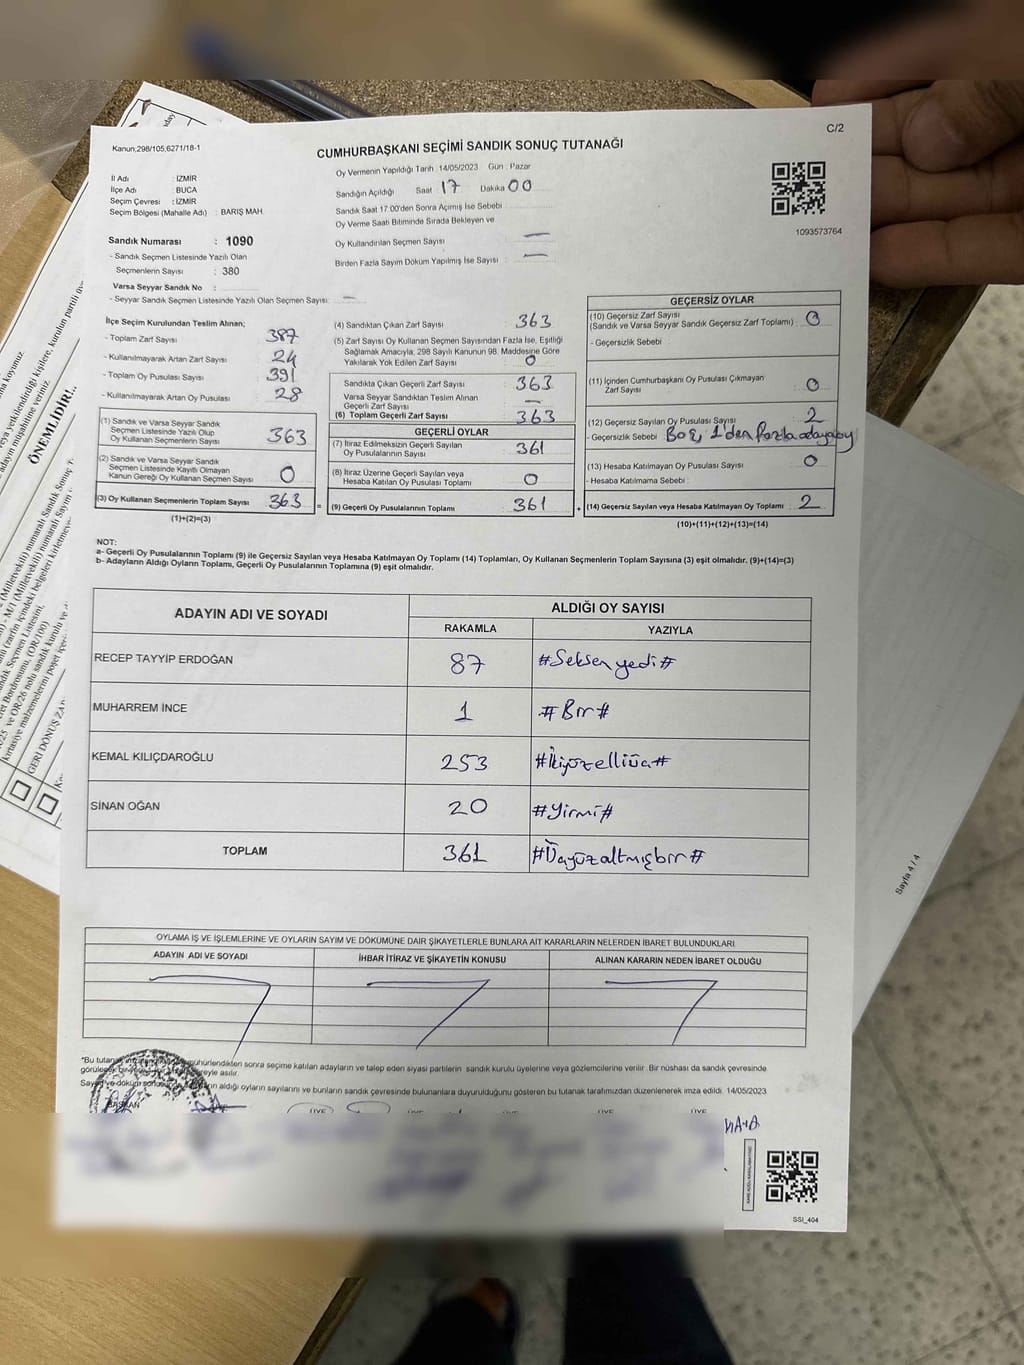 C/2
Kanun,298/105,6271/18-1
CUMHURBAŞKANI SEÇİMİ SANDIK SONUÇ TUTANAĞI
İl Adı : İZMİR
İlçe Adı : BUCA
Seçim Çevresi : İZMİR
Seçim Bölgesi (Mahalle Adı) : BARIŞ MAH.
Sandık Numarası : 1090
- Sandık Seçmen Listesinde Yazılı Olan
Seçmenlerin Sayısı : 380
Varsa Seyyar Sandık No :
- Seyyar Sandık Seçmen Listesinde Yazılı Olan Seçmen Sayısı: —
Oy Vermenin Yapıldığı Tarih :14/05/2023 Gün : Pazar
Sandığın Açıldığı Saat 17 Dakika 00
Sandık Saat 17:00'den Sonra Açımış İse Sebebi
Oy Verme Saati Bitiminde Sırada Bekleyen ve
Oy Kullandırılan Seçmen Sayısı —
Birden Fazla Sayım Döküm Yapılmış İse Sayısı : —
1093573764
İlçe Seçim Kurulundan Teslim Alınan;
- Toplam Zarf Sayısı : 387
- Kullanılmayarak Artan Zarf Sayısı : 24
- Toplam Oy Pusulası Sayısı : 391
- Kullanılmayarak Artan Oy Pusulası : 28
(1) Sandık ve Varsa Seyyar Sandık
Seçmen Listesinde Yazılı Olup
Oy Kullanan Seçmenlerin Sayısı : 363
(2) Sandık ve Varsa Seyyar Sandık
Seçmen Listesinde Kayıtlı Olmayan
Kanun Gereği Oy Kullanan Seçmen Sayısı : 0
(3) Oy Kullanan Seçmenlerin Toplam Sayısı : 363
(1)+(2)=(3)
(4) Sandıktan Çıkan Zarf Sayısı : 363
(5) Zarf Sayısı Oy Kullanan Seçmen Sayısından Fazla İse, Eşitliği
Sağlamak Amacıyla, 298 Sayılı Kanunun 98. Maddesine Göre
Yakılarak Yok Edilen Zarf Sayısı : 0
Sandıkta Çıkan Geçerli Zarf Sayısı : 363
Varsa Seyyar Sandıktan Teslim Alınan
Geçerli Zarf Sayısı : —
(6) Toplam Geçerli Zarf Sayısı : 363
GEÇERLİ OYLAR
(7) İtiraz Edilmeksizin Geçerli Sayılan
Oy Pusulalarının Sayısı : 361
(8) İtiraz Üzerine Geçerli Sayılan veya
Hesaba Katılan Oy Pusulası Toplamı : 0
=
(9) Geçerli Oy Pusulalarının Toplamı : 361
+
GEÇERSİZ OYLAR
(10) Geçersiz Zarf Sayısı
(Sandık ve Varsa Seyyar Sandık Geçersiz Zarf Toplamı) : 0
- Geçersizlik Sebebi :
(11) İçinden Cumhurbaşkanı Oy Pusulası Çıkmayan
Zarf Sayısı : 0
(12) Geçersiz Sayılan Oy Pusulası Sayısı : 2
- Geçersizlik Sebebi : Boş, 1'den fazla adaya oy
(13) Hesaba Katılmayan Oy Pusulası Sayısı : 0
- Hesaba Katılmama Sebebi :
(14) Geçersiz Sayılan veya Hesaba Katılmayan Oy Toplamı : 2
(10)+(11)+(12)+(13)=(14)
NOT:
a- Geçerli Oy Pusulalarının Toplamı (9) ile Geçersiz Sayılan veya Hesaba Katılmayan Oy Toplamı (14) Toplamları, Oy Kullanan Seçmenlerin Toplam Sayısına (3) eşit olmalıdır. (9)+(14)=(3)
b- Adayların Aldığı Oyların Toplamı, Geçerli Oy Pusulalarının Toplamına (9) eşit olmalıdır.
ADAYIN ADI VE SOYADI ALDIĞI OY SAYISI
RAKAMLA YAZIYLA
RECEP TAYYİP ERDOĞAN 87 #Seksenyedi#
MUHARREM İNCE 1 #Bir#
KEMAL KILIÇDAROĞLU 253 #İkiyüzelliüç#
SİNAN OĞAN 20 #Yirmi#
TOPLAM 361 #Üçyüzaltmışbir#
OYLAMA İŞ VE İŞLEMLERİNE VE OYLARIN SAYIM VE DÖKÜMÜNE DAİR ŞİKAYETLERLE BUNLARA AİT KARARLARIN NELERDEN İBARET BULUNDUKLARI
ADAYIN ADI VE SOYADI İHBAR İTİRAZ VE ŞİKAYETİN KONUSU ALINAN KARARIN NEDEN İBARET OLDUĞU
*Bu tutanak mühürlendikten sonra seçime katılan adayların ve talep eden siyasi partilerin sandık kurulu üyelerine veya gözlemcilerine verilir. Bir nüshası da sandık çevresinde
aldığı oyların sayılarını ve bunların sandık çevresinde bulunanlara duyurulduğunu gösteren bu tutanak tarafımızdan düzenlenerek imza edildi. 14/05/2023
BAŞKAN ÜYE ÜYE ÜYE
SSI_404
Sayfa 4 / 4
ÖNEMLİDİR!..
GERİ DÖNÜŞ